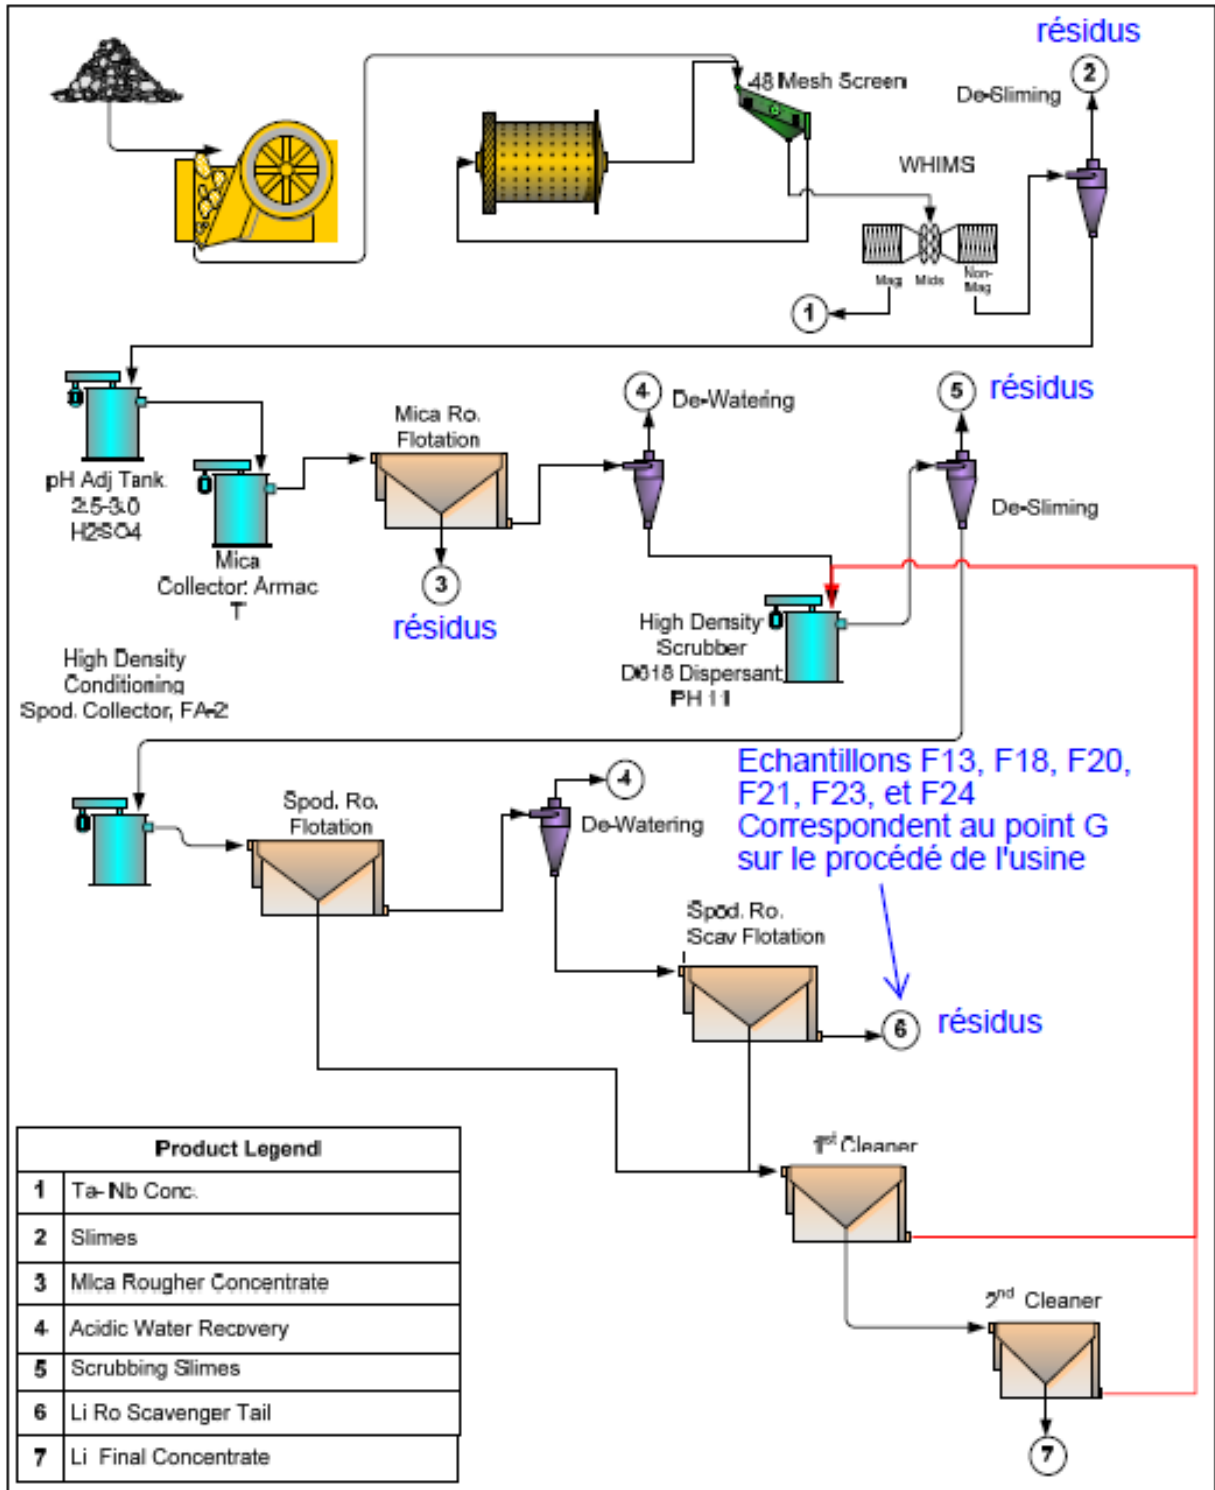 résidus
2
De-Sliming
48 Mesh Screen
WHIMS
Mag
Mids
Non-
Mag
1
4
De-Watering
5
résidus
Mica Ro.
Flotation
pH Adj Tank
2.5-3.0
H2SO4
Mica
Collector: Armac
T
3
résidus
De-Sliming
High Density
Scrubber
D618 Dispersant
PH 11
High Density
Conditioning
Spod. Collector, FA-2
Spod. Ro.
Flotation
4
De-Watering
Echantillons F13, F18, F20,
F21, F23, et F24
Correspondent au point G
sur le procédé de l'usine
Spod. Ro.
Scav Flotation
6
résidus
1st Cleaner
2nd Cleaner
7
Product Legend
1 Ta-Nb Conc.
2 Slimes
3 Mica Rougher Concentrate
4 Acidic Water Recovery
5 Scrubbing Slimes
6 Li Ro Scavenger Tail
7 Li Final Concentrate